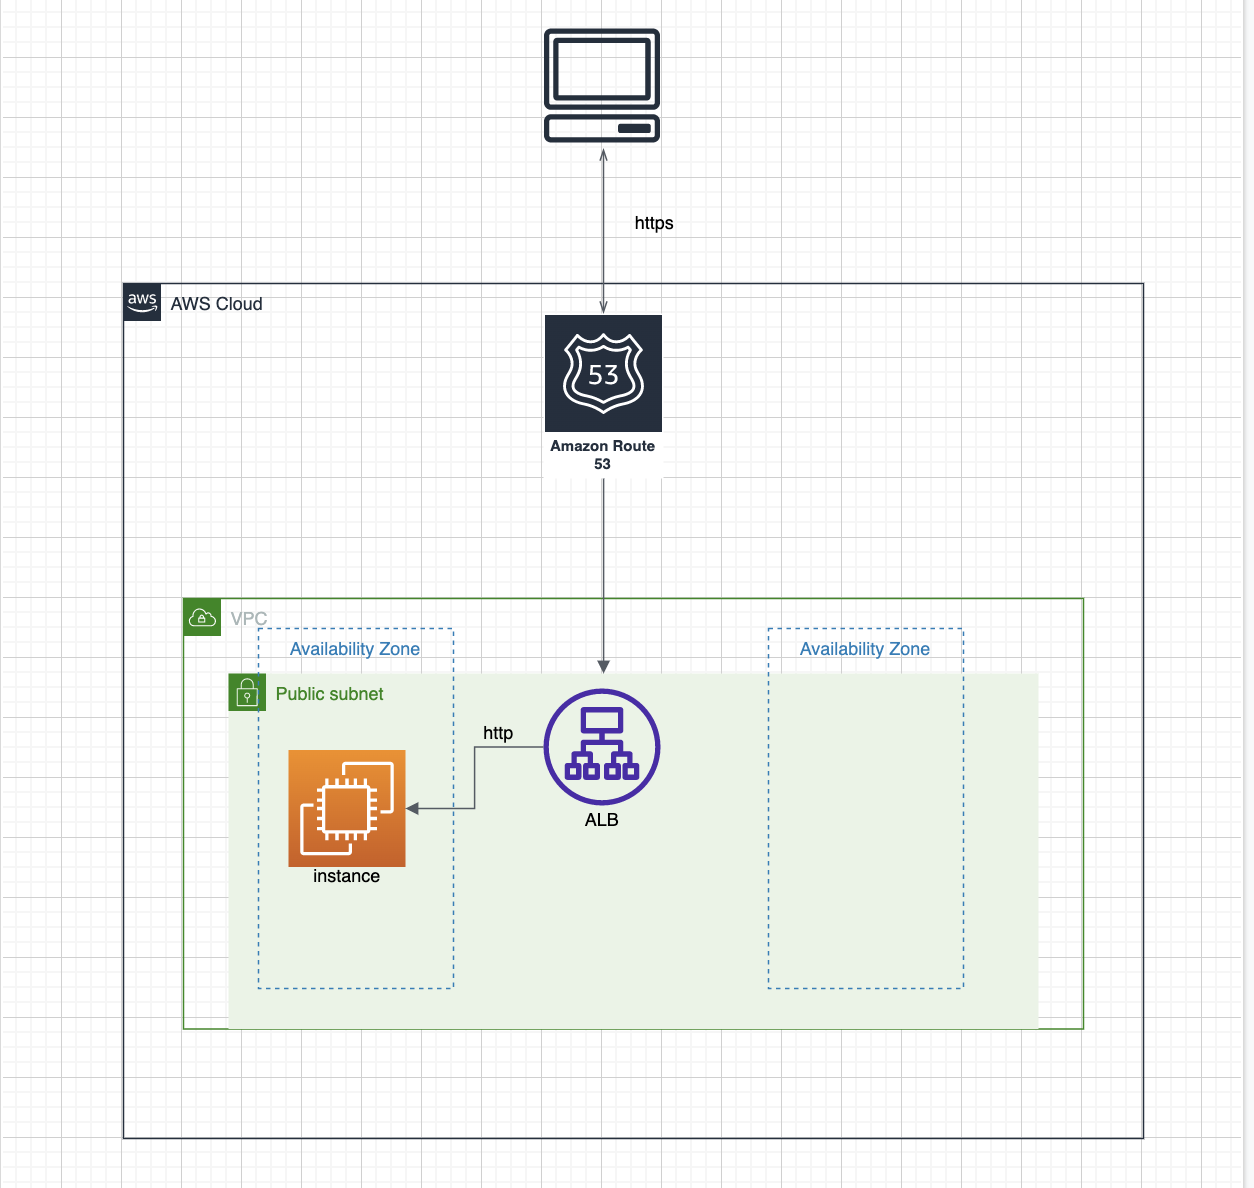 https
aws
AWS Cloud
53
Amazon Route
53
VPC
Availability Zone
Availability Zone
Public subnet
http
ALB
instance